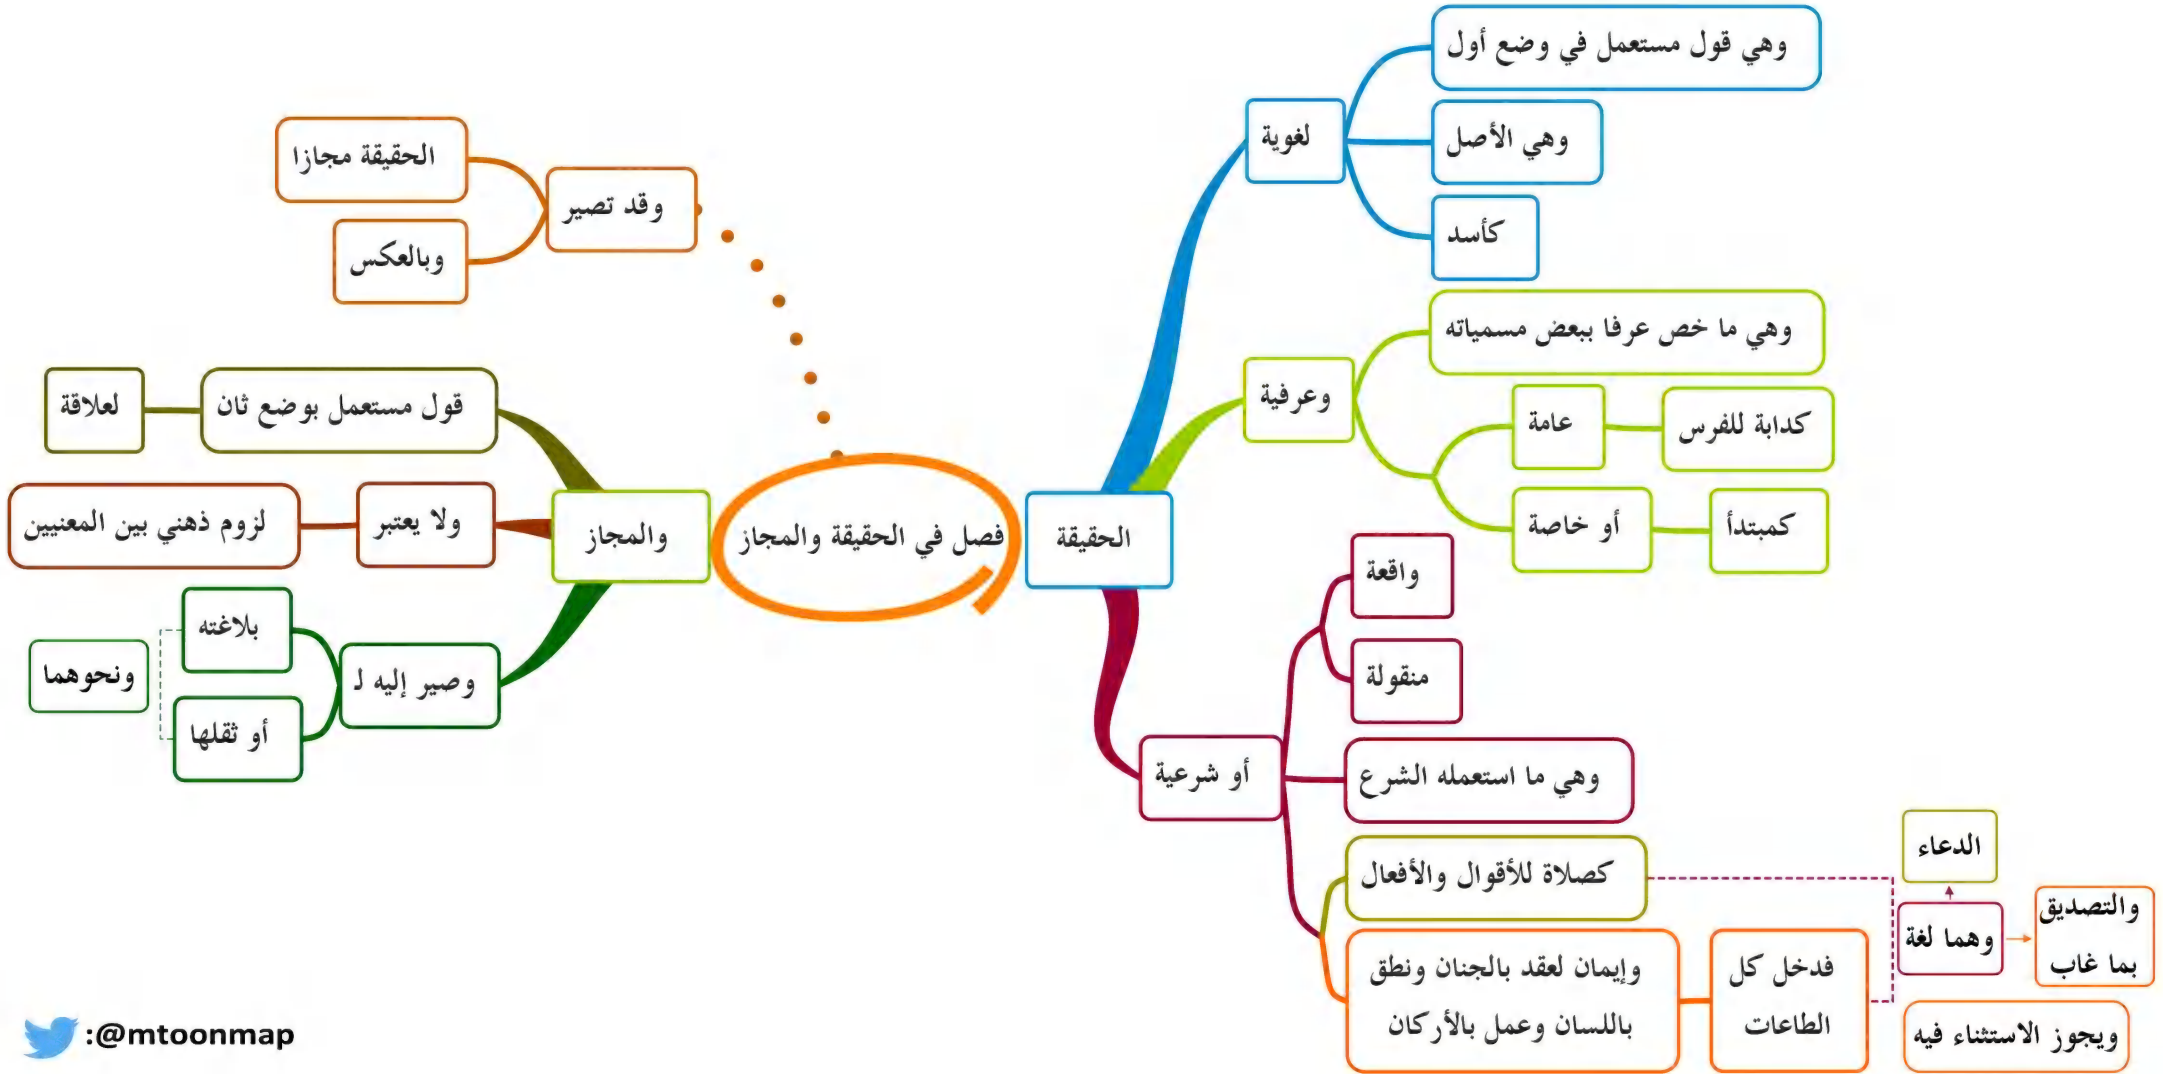 فصل في الحقيقة والمجاز
الحقيقة
لغوية
وهي قول مستعمل في وضع أول
وهي الأصل
كأسد
وعرفية
وهي ما خص عرفا ببعض مسمياته
عامة
كدابة للفرس
أو خاصة
كمبتدأ
أو شرعية
واقعة
منقولة
وهي ما استعمله الشرع
كصلاة للأقوال والأفعال
وإيمان لعقد بالجنان ونطق
باللسان وعمل بالأركان
فدخل كل
الطاعات
وهما لغة
الدعاء
والتصديق
بما غاب
ويجوز الاستثناء فيه
والمجاز
قول مستعمل بوضع ثان
لعلاقة
ولا يعتبر
لزوم ذهني بين المعنيين
وصير إليه لـ
بلاغته
أو ثقلها
ونحوهما
وقد تصير
الحقيقة مجازا
وبالعكس
:@mtoonmap